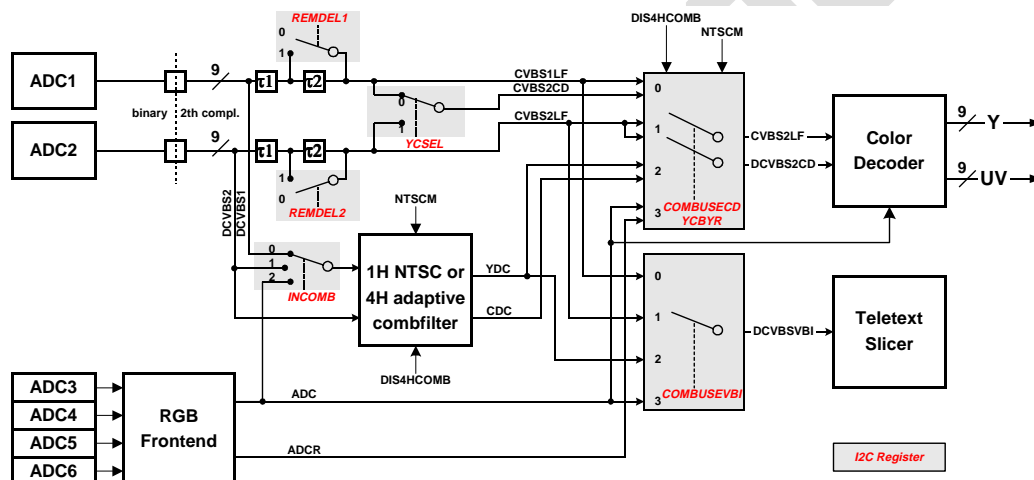 DIS4HCOMB
NTSCM
REMDEL1
0
1
ADC1
9
τ1
τ2
CVBS1LF
CVBS2CD
0
binary
2th compl.
0
1
YCSEL
CVBS2LF
1
CVBS2LF
DCVBS2CD
Color
Decoder
9
Y
9
UV
ADC2
9
τ1
τ2
1
0
REMDEL2
2
3
COMBUSECD
YCBYR
DCVBS2
DCVBS1
NTSCM
0
1
2
INCOMB
1H NTSC or
4H adaptive
combfilter
YDC
CDC
DIS4HCOMB
0
1
2
3
COMBUSEVBI
DCVBSVBI
Teletext
Slicer
ADC3
ADC4
ADC5
ADC6
RGB
Frontend
ADC
ADCR
I2C Register